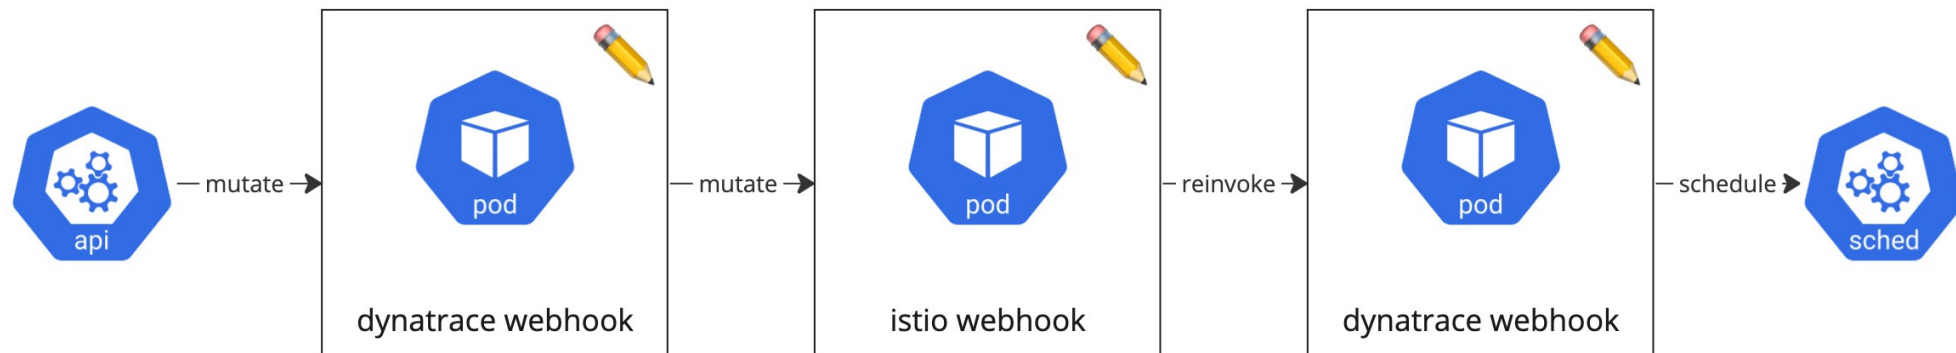 api
mutate
pod
dynatrace webhook
mutate
pod
istio webhook
reinvoke
pod
dynatrace webhook
schedule
sched